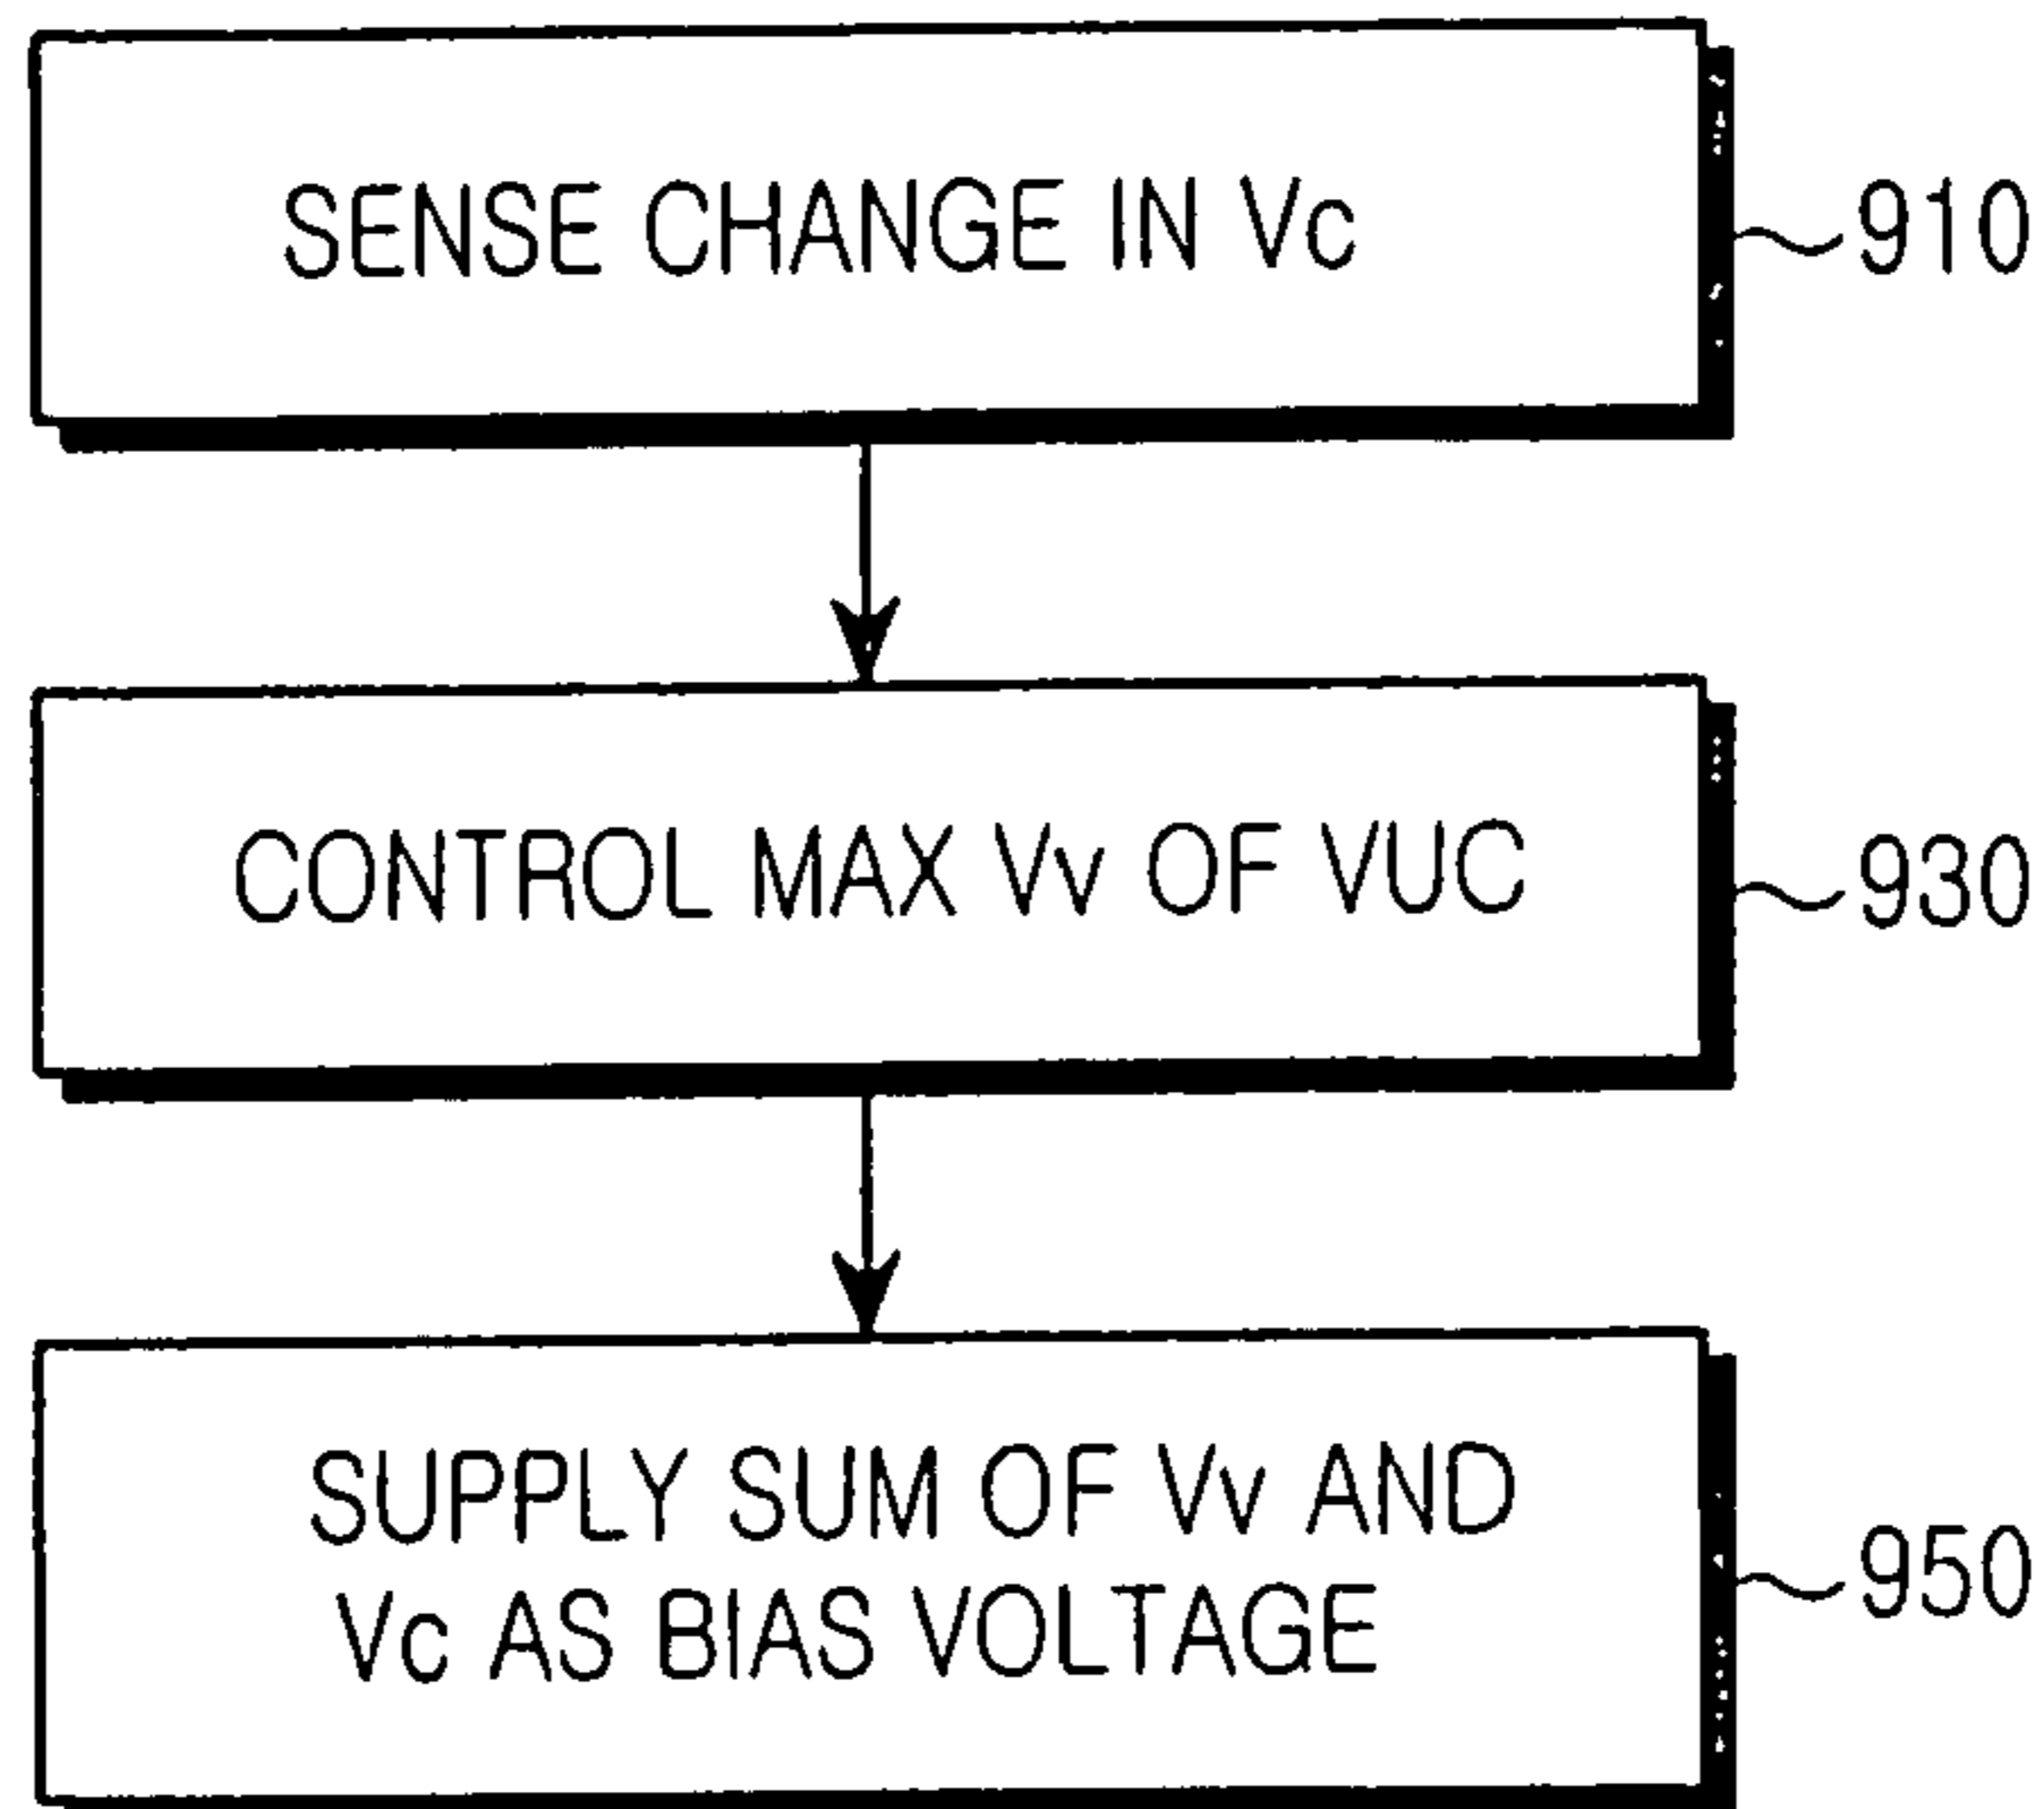 SENSE CHANGE IN Vc
910
CONTROL MAX Vv OF VUC
930
SUPPLY SUM OF Vv AND
Vc AS BIAS VOLTAGE
950